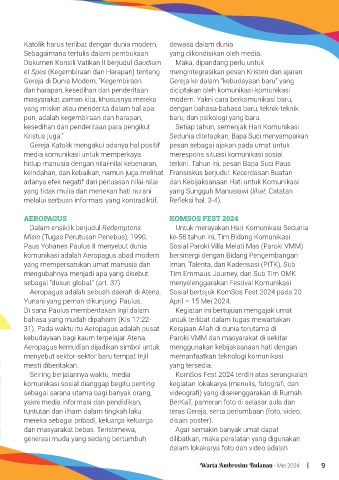 Katolik harus terlibat dengan dunia modern.
Sebagaimana tertulis dalam pembukaan
Dokumen Konsili Vatikan II berjudul Gaudium
et Spes (Kegembiraan dan Harapan) tentang
Gereja di Dunia Modern, "Kegembiraan
dan harapan, kesedihan dan penderitaan
masyarakat zaman kita, khususnya mereka
yang miskin atau menderita dalam hal apa
pun, adalah kegembiraan dan harapan,
kesedihan dan penderitaan para pengikut
Kristus juga."
Gereja Katolik mengakui adanya hal positif
media komunikasi untuk memperkaya
hidup manusia dengan nilai-nilai kebenaran,
keindahan, dan kebaikan, namun juga melihat
adanya efek negatif dari perluasan nilai-nilai
yang tidak mulia dan menekan hati nurani
melalui serbuan informasi yang kontradiktif.
AEROPAGUS
Dalam ensiklik berjudul Redemptoris
Misio (Tugas Perutusan Penebus), 1990,
Paus Yohanes Paulus II menyebut dunia
komunikasi adalah Aeropagus abad modern
yang mempersatukan umat manusia dan
mengubahnya menjadi apa yang disebut
sebagai "dusun global." (art. 37)
Aeropagus adalah sebuah daerah di Atena,
Yunani yang pernah dikunjungi Paulus.
Di sana Paulus memberitakan Injil dalam
bahasa yang mudah dipahami (Kis 17:22-
31). Pada waktu itu Aeropagus adalah pusat
kebudayaan bagi kaum terpelajar Atena.
Aeropagus kemudian dijadikan simbol untuk
menyebut sektor-sektor baru tempat Injil
mesti diberitakan.
Seiring berjalannya waktu, media
komunikasi sosial dianggap begitu penting
sebagai sarana utama bagi banyak orang,
yakni media informasi dan pendidikan,
tuntutan dan ilham dalam tingkah laku
mereka sebagai pribadi, keluarga-keluarga
dan masyarakat bebas. Teristimewa,
generasi muda yang sedang bertumbuh
dewasa dalam dunia
yang dikondisikan oleh media.
Maka, dipandang perlu untuk
mengintegrasikan pesan Kristen dan ajaran
Gereja ke dalam "kebudayaan baru" yang
diciptakan oleh komunikasi-komunikasi
modern. Yakni cara berkomunikasi baru,
dengan bahasa-bahasa baru, teknik-teknik
baru, dan psikologi yang baru.
Setiap tahun, semenjak Hari Komunikasi
Sedunia ditetapkan, Bapa Suci menyampaikan
pesan sebagai ajakan pada umat untuk
merespons situasi komunikasi sosial
terkini. Tahun ini, pesan Bapa Suci Paus
Fransiskus berjudul: Kecerdasan Buatan
dan Kebijaksanaan Hati untuk Komunikasi
yang Sungguh Manusiawi (lihat: Catatan
Refleksi hal. 3-4).
KOMSOS FEST 2024
Untuk merayakan Hari Komunikasi Sedunia
ke-58 tahun ini, Tim Bidang Komunikasi
Sosial Paroki Villa Melati Mas (Paroki VMM)
bersinergi dengan Bidang Pengembangan
Iman, Talenta, dan Kaderisasi (PITK), Sub
Tim Emmaus Journey, dan Sub Tim OMK
menyelenggarakan Festival Komunikasi
Sosial bertajuk KomSos Fest 2024 pada 20
April – 15 Mei 2024.
Kegiatan ini bertujuan mengajak umat
untuk terlibat dalam tugas mewartakan
Kerajaan Allah di dunia terutama di
Paroki VMM dan masyarakat di sekitar
menggunakan kebijaksanaan hati dengan
memanfaatkan teknologi komunikasi
yang tersedia.
KomSos Fest 2024 terdiri atas serangkaian
kegiatan lokakarya (menulis, fotografi, dan
videografi) yang diselenggarakan di Rumah
BerKaT, pameran foto di selasar aula dan
teras Gereja, serta perlombaan (foto, video,
disain poster).
Agar semakin banyak umat dapat
dilibatkan, maka peralatan yang digunakan
dalam lokakarya foto dan video adalah
Warta Ambrosius Bulanan - Mei 2024 | 9